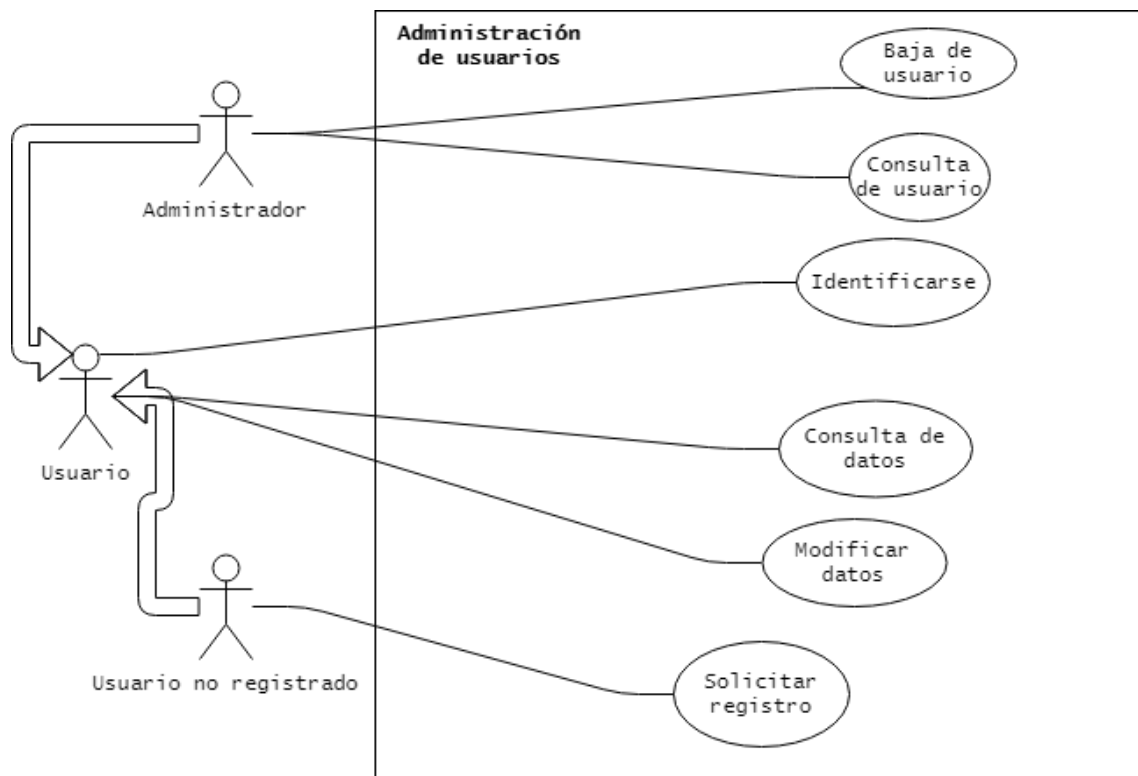 Administración
de usuarios
Baja de
usuario
Administrador
Consulta
de usuario
Identificarse
Usuario
Consulta de
datos
Modificar
datos
Usuario no registrado
Solicitar
registro